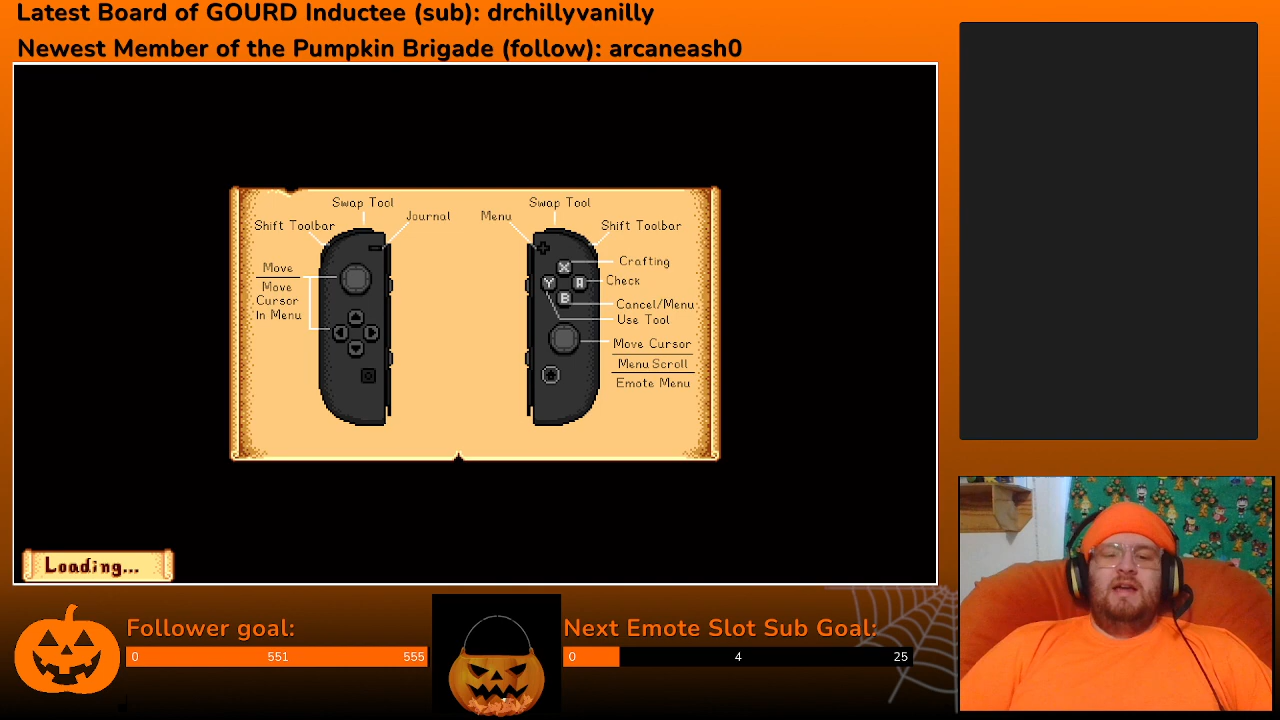 Latest Board of GOURD Inductee (sub): drchillyvanilly
Newest Member of the Pumpkin Brigade (follow): arcaneash0
Swap Tool
Journal
Shift Toolbar
Move
Move
Cursor
In Menu
Menu
Swap Tool
Shift Toolbar
X
Y
A
B
Crafting
Check
Cancel/Menu
Use Tool
Move Cursor
Menu Scroll
Emote Menu
Loading...
Follower goal:
0 551 555
Next Emote Slot Sub Goal:
0 4 25